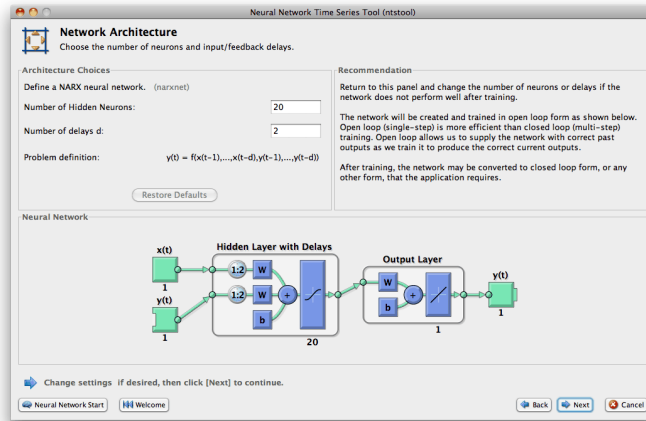 Neural Network Time Series Tool (ntstool)
Network Architecture
Choose the number of neurons and input/feedback delays.
Architecture Choices
Define a NARX neural network. (narxnet)
Number of Hidden Neurons: 20
Number of delays d: 2
Problem definition: y(t) = f(x(t-1),...,x(t-d),y(t-1),...,y(t-d))
Restore Defaults
Recommendation
Return to this panel and change the number of neurons or delays if the
network does not perform well after training.
The network will be created and trained in open loop form as shown below.
Open loop (single-step) is more efficient than closed loop (multi-step)
training. Open loop allows us to supply the network with correct past
outputs as we train it to produce the correct current outputs.
After training, the network may be converted to closed loop form, or any
other form, that the application requires.
Neural Network
Hidden Layer with Delays
Output Layer
x(t)
1
y(t)
1
1:2 W
1:2 W
b
+
20
W
b
+
1
y(t)
1
Change settings if desired, then click [Next] to continue.
Neural Network Start
Welcome
Back
Next
Cancel